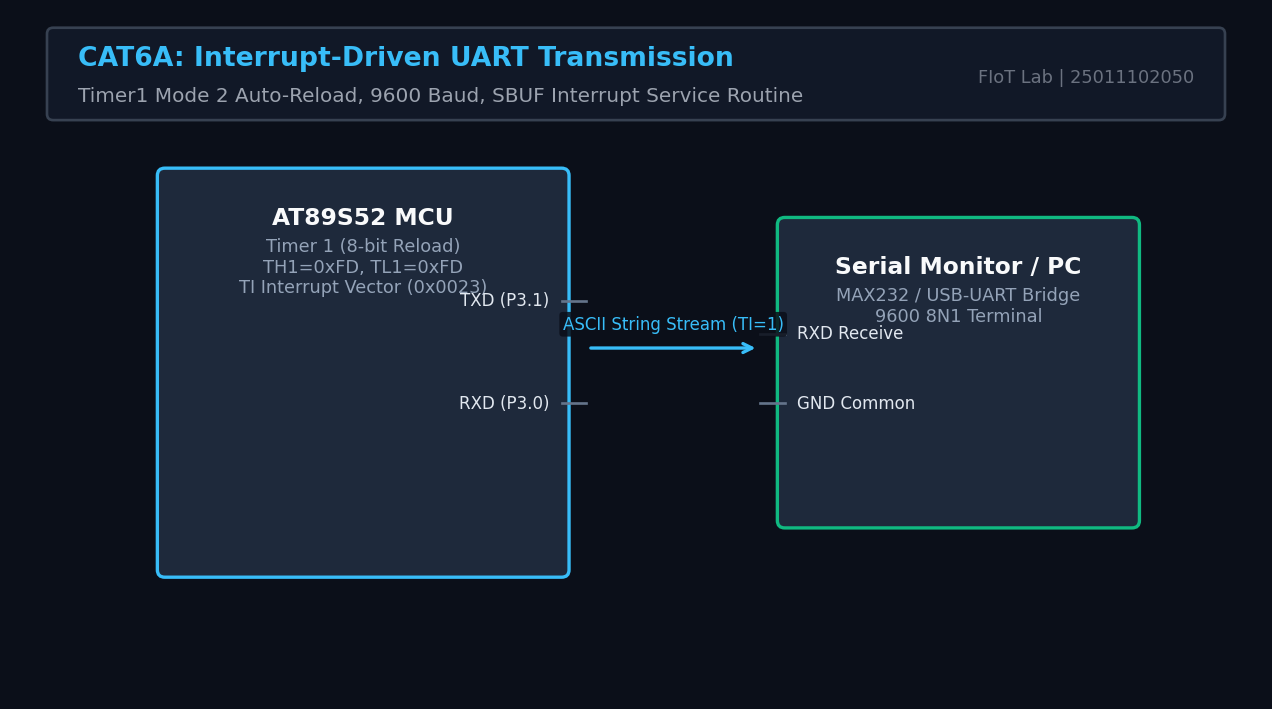 CAT6A: Interrupt-Driven UART Transmission
Timer1 Mode 2 Auto-Reload, 9600 Baud, SBUF Interrupt Service Routine
FIoT Lab | 25011102050
AT89S52 MCU
Timer 1 (8-bit Reload)
TH1=0xFD, TL1=0xFD
TI Interrupt Vector (0x0023)
TXD (P3.1)
RXD (P3.0)
ASCII String Stream (TI=1)
Serial Monitor / PC
MAX232 / USB-UART Bridge
9600 8N1 Terminal
RXD Receive
GND Common